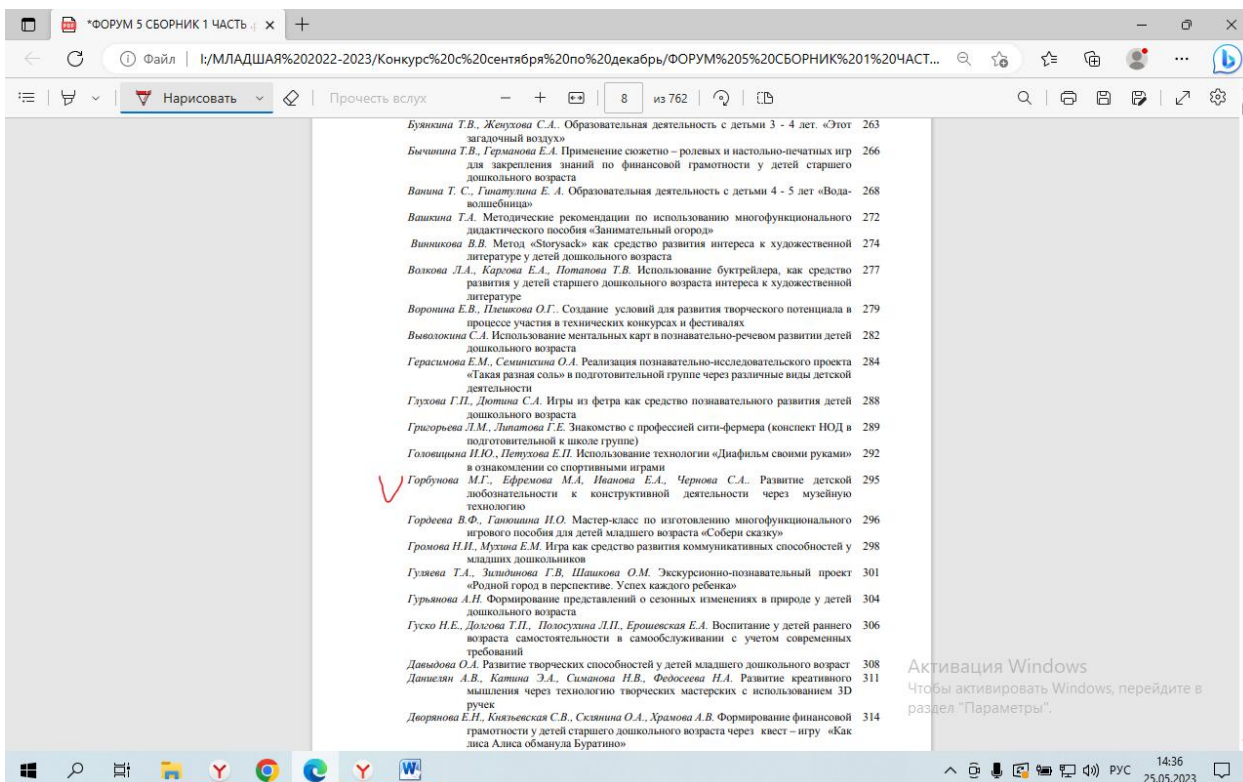 *ФОРУМ 5 СБОРНИК 1 ЧАСТЬ
Файл
I:/МЛАДШАЯ%202022-2023/Конкурс%20с%20сентября%20по%20декабрь/ФОРУМ%205%20СБОРНИК%201%20ЧАСТ...
Нарисовать
Прочесть вслух
8
из 762
Буянкина Т.В., Женухова С.А.. Образовательная деятельность с детьми 3 - 4 лет. «Этот 263
загадочный воздух»
Бычинина Т.В., Германова Е.А. Применение сюжетно – ролевых и настольно-печатных игр 266
для закрепления знаний по финансовой грамотности у детей старшего
дошкольного возраста
Ванина Т. С., Гинатулина Е. А. Образовательная деятельность с детьми 4 - 5 лет «Вода- 268
волшебница»
Вашкина Т.А. Методические рекомендации по использованию многофункционального 272
дидактического пособия «Занимательный огород»
Винникова В.В. Метод «Storysack» как средство развития интереса к художественной 274
литературе у детей дошкольного возраста
Волкова Л.А., Каргова Е.А., Потапова Т.В. Использование буктрейлера, как средство 277
развития у детей старшего дошкольного возраста интереса к художественной
литературе
Воронина Е.В., Плешкова О.Г.. Создание условий для развития творческого потенциала в 279
процессе участия в технических конкурсах и фестивалях
Выволокина С.А. Использование ментальных карт в познавательно-речевом развитии детей 282
дошкольного возраста
Герасимова Е.М., Семинихина О.А. Реализация познавательно-исследовательского проекта 284
«Такая разная соль» в подготовительной группе через различные виды детской
деятельности
Глухова Г.П., Дютина С.А. Игры из фетра как средство познавательного развития детей 288
дошкольного возраста
Григорьева Л.М., Липатова Г.Е. Знакомство с профессией сити-фермера (конспект НОД в 289
подготовительной к школе группе)
Головицына И.Ю., Петухова Е.П. Использование технологии «Диафильм своими руками» 292
в ознакомлении со спортивными играми
Горбунова М.Г., Ефремова М.А, Иванова Е.А., Чернова С.А.. Развитие детской 295
любознательности к конструктивной деятельности через музейную
технологию
Гордеева В.Ф., Ганюшина И.О. Мастер-класс по изготовлению многофункционального 296
игрового пособия для детей младшего возраста «Собери сказку»
Громова Н.И., Мухина Е.М. Игра как средство развития коммуникативных способностей у 298
младших дошкольников
Гуляева Т.А., Зилидинова Г.В, Шашкова О.М. Экскурсионно-познавательный проект 301
«Родной город в перспективе. Успех каждого ребенка»
Гурьянова А.Н. Формирование представлений о сезонных изменениях в природе у детей 304
дошкольного возраста
Гуско Н.Е., Долгова Т.П., Полосухина Л.П., Ерошевская Е.А. Воспитание у детей раннего 306
возраста самостоятельности в самообслуживании с учетом современных
требований
Давыдова О.А. Развитие творческих способностей у детей младшего дошкольного возраст 308
Даниелян А.В., Катина Э.А., Симанова Н.В., Федосеева Н.А. Развитие креативного 311
мышления через технологию творческих мастерских с использованием 3D
ручек
Дворянова Е.Н., Князьевская С.В., Склянина О.А., Храмова А.В. Формирование финансовой 314
грамотности у детей старшего дошкольного возраста через квест – игру «Как
лиса Алиса обманула Буратино»
Активация Windows
Чтобы активировать Windows, перейдите в
раздел "Параметры".
РУС
14:36
25.05.2023